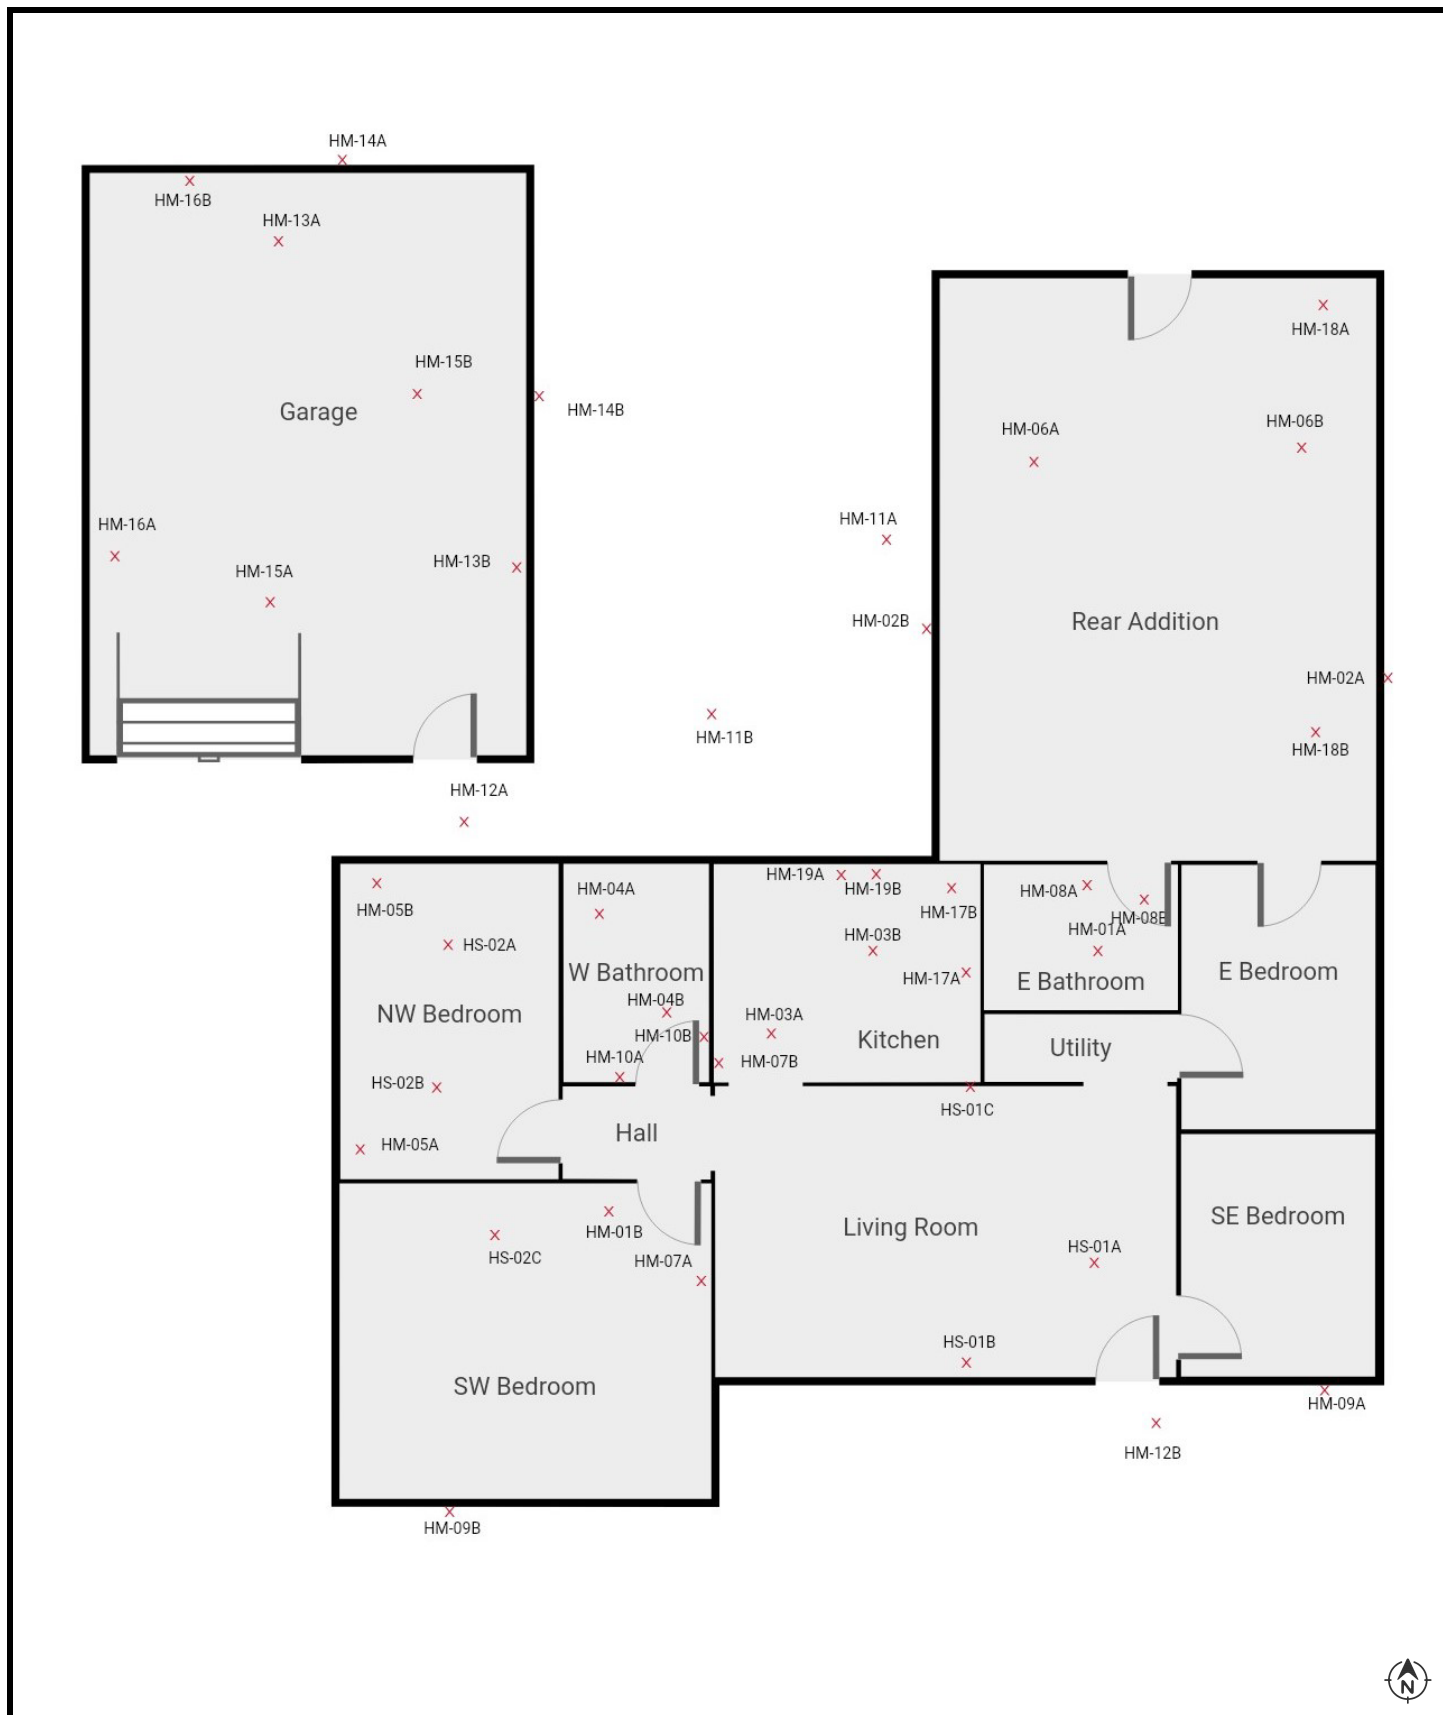 HM-14A
HM-16B
HM-13A
HM-18A
HM-15B
Garage
HM-14B
HM-06A
HM-06B
HM-11A
HM-16A
HM-13B
HM-15A
HM-02B
Rear Addition
HM-02A
HM-11B
HM-18B
HM-12A
HM-19A
HM-19B
HM-04A
HM-08A
HM-05B
HM-17B
HM-08B
HM-01A
HS-02A
HM-03B
W Bathroom
HM-17A
E Bathroom
E Bedroom
HM-04B
NW Bedroom
HM-03A
HM-10B
Kitchen
Utility
HM-10A
HM-07B
HS-02B
HS-01C
Hall
HM-05A
SE Bedroom
Living Room
HM-01B
HS-01A
HS-02C
HM-07A
HS-01B
SW Bedroom
HM-09A
HM-12B
HM-09B
N